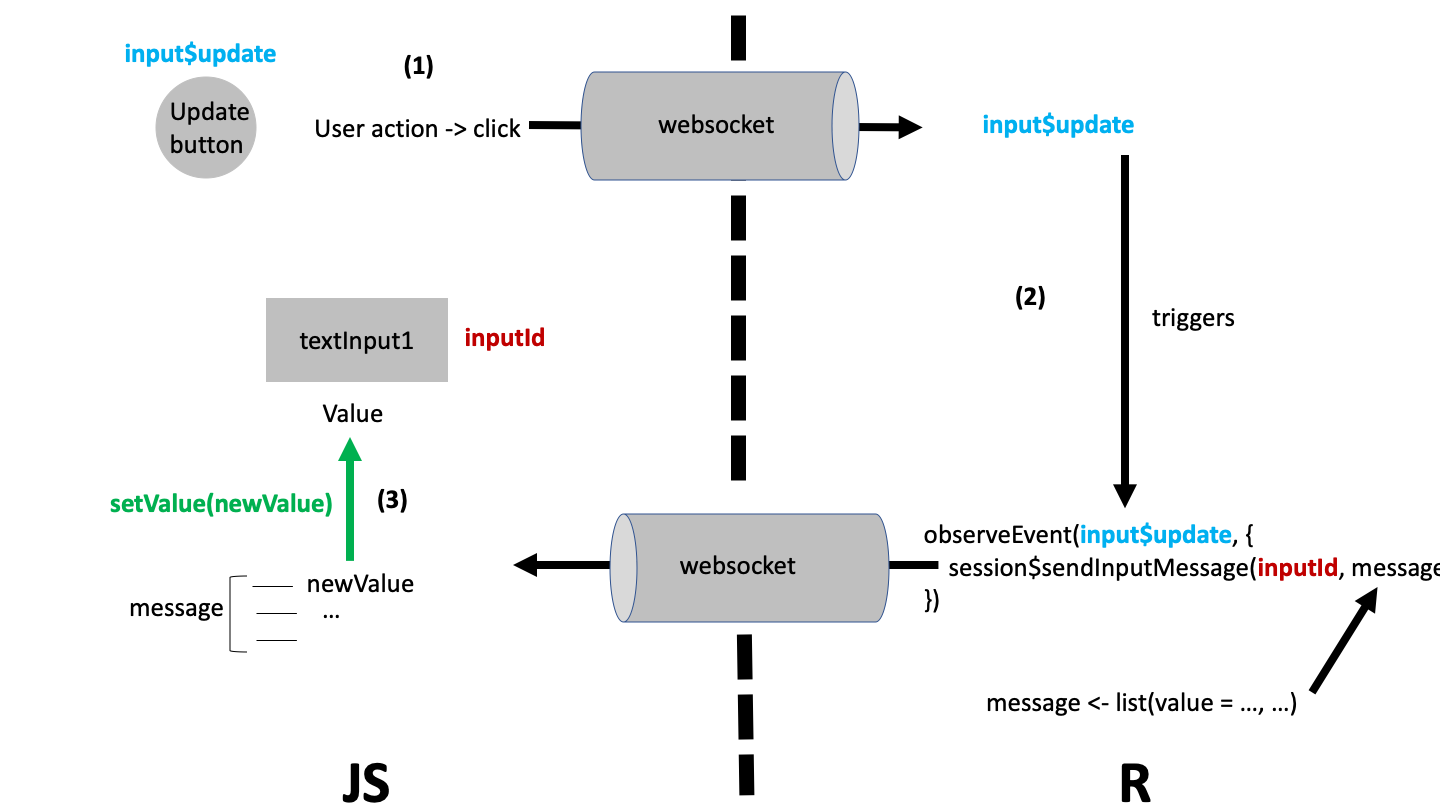 input$update
(1)
Update
button
User action -> click
websocket
input$update
(2)
triggers
textInput1
inputId
Value
setValue(newValue)
(3)
message
newValue
...
websocket
observeEvent(input$update, {
session$sendInputMessage(inputId, message
})
message <- list(value = ..., ...)
JS
R